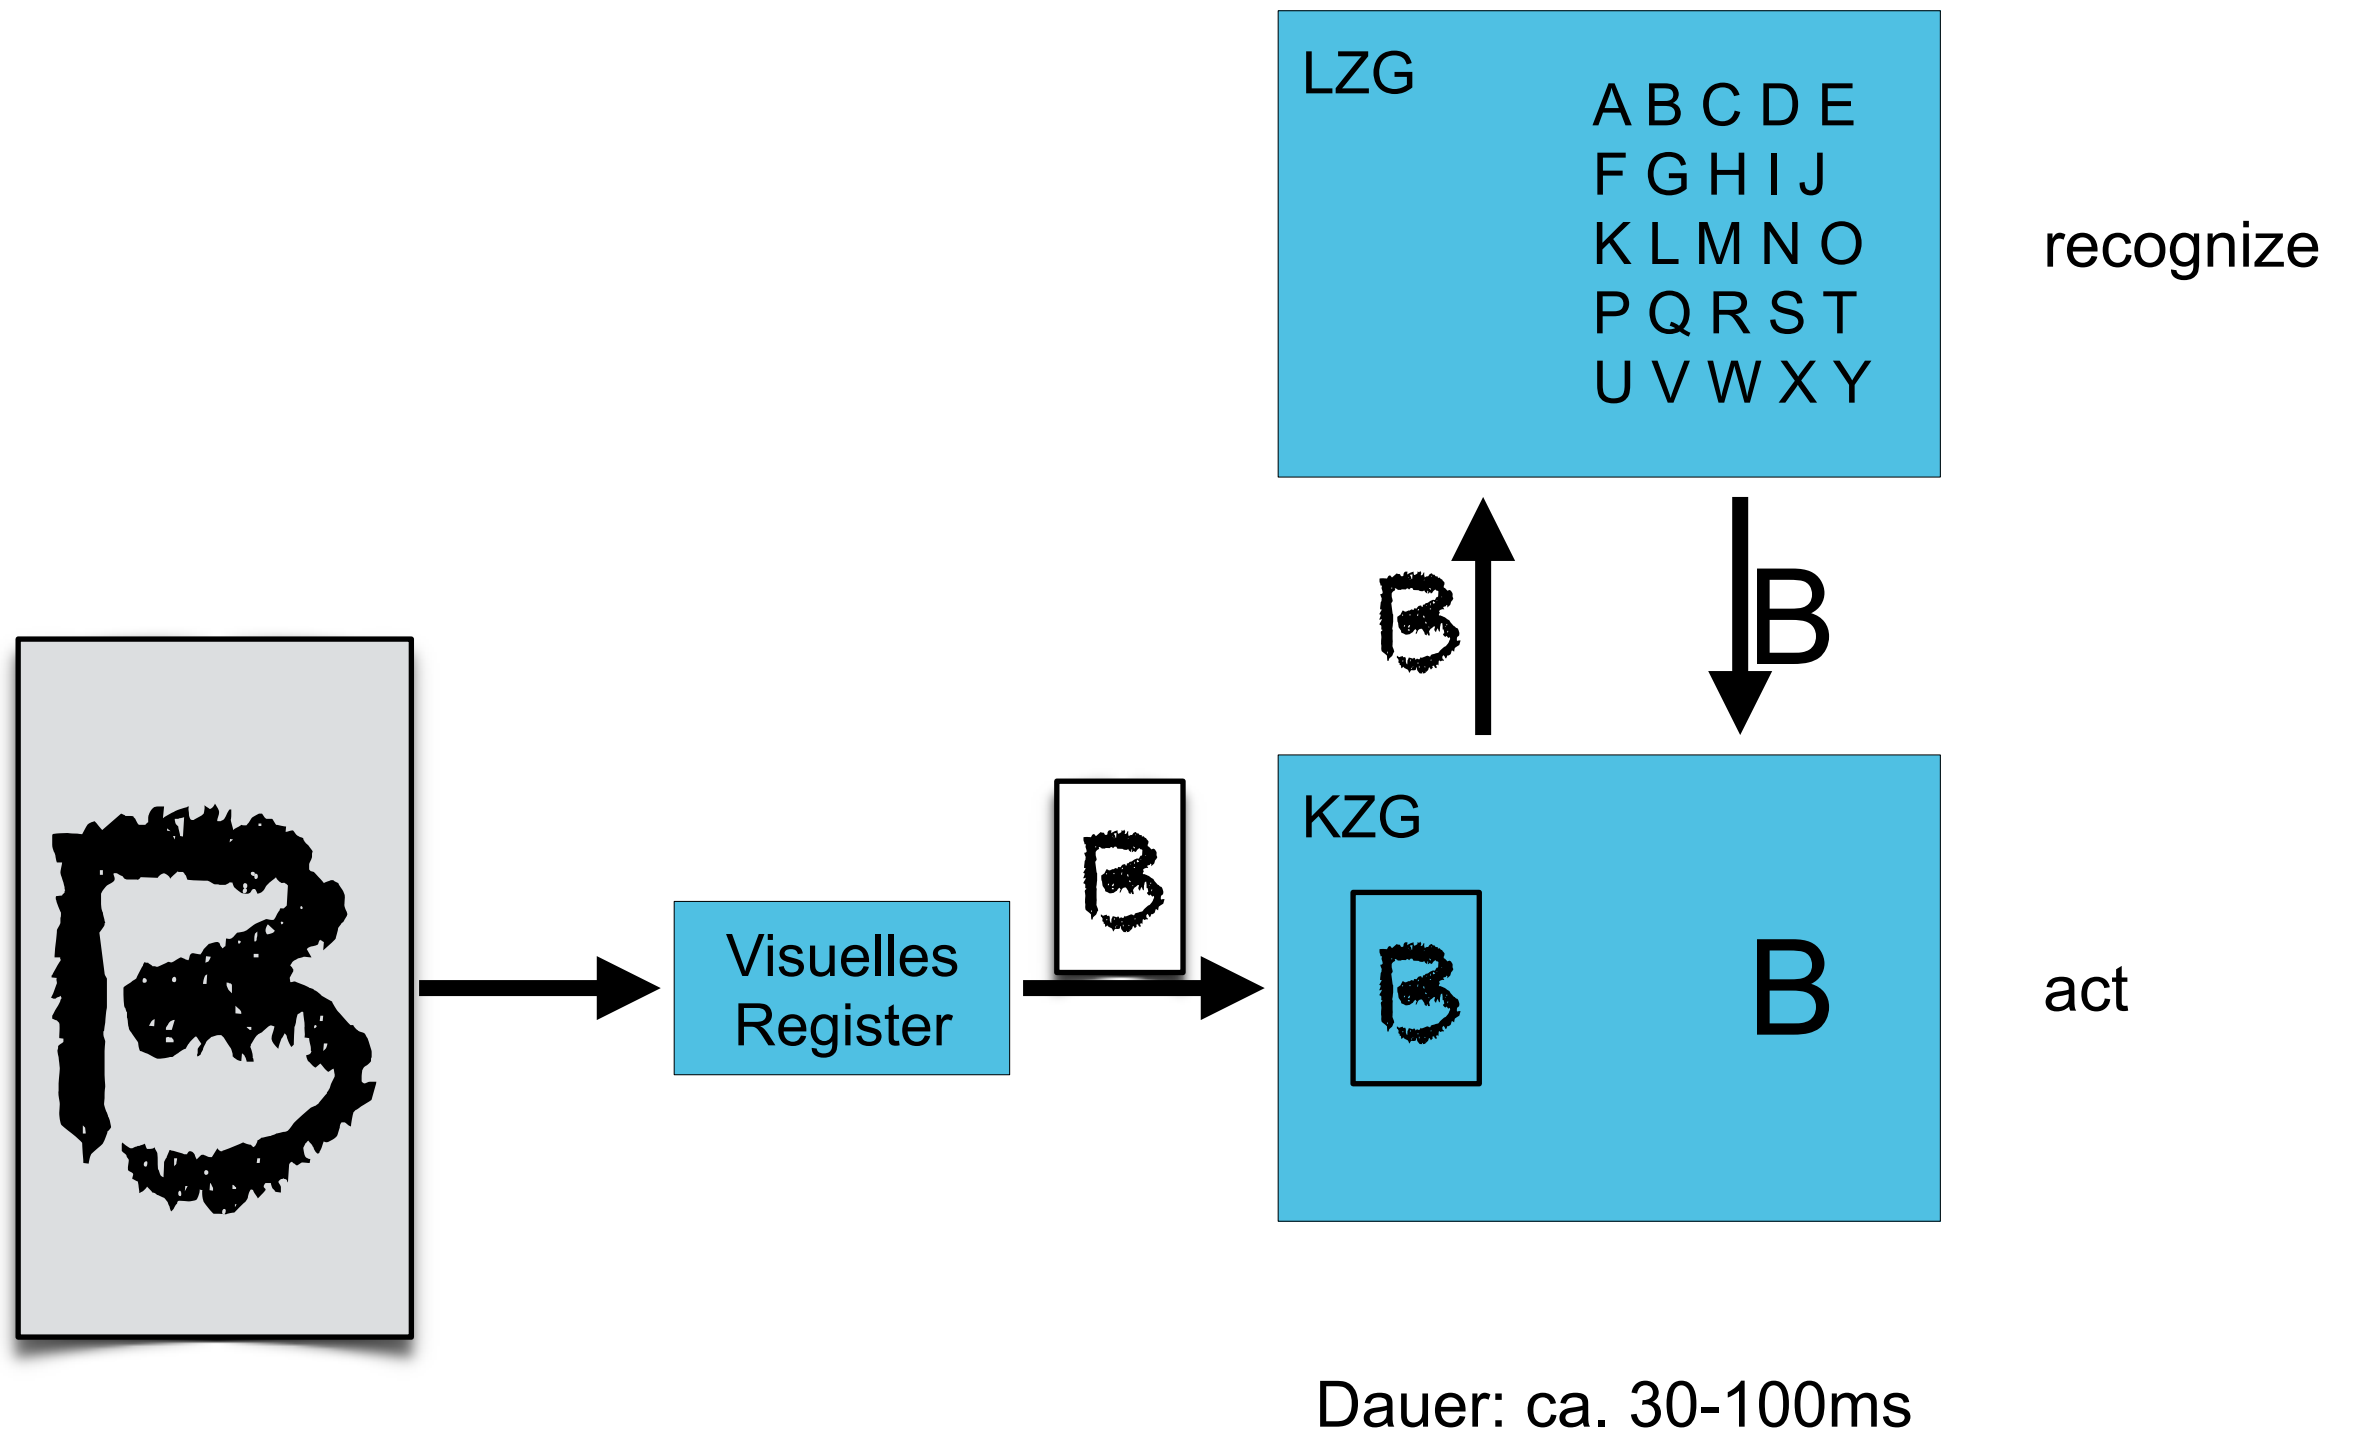 LZG
A B C D E
F G H I J
K L M N O
P Q R S T
U V W X Y
recognize
B
B
B
B
Visuelles
Register
KZG
B
B
act
Dauer: ca. 30-100ms